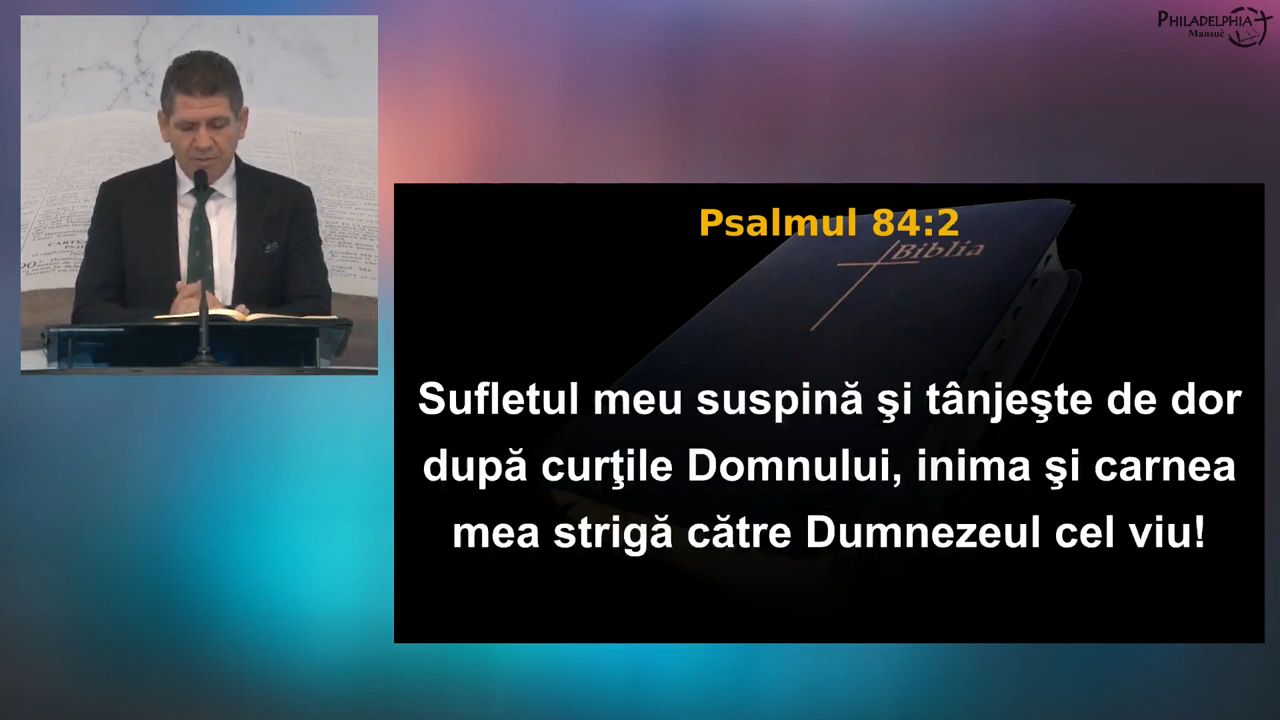 PHILADELPHIA
Mansuè
Psalmul 84:2
Biblia
Sufletul meu suspină şi tânjeşte de dor
după curţile Domnului, inima şi carnea
mea strigă către Dumnezeul cel viu!